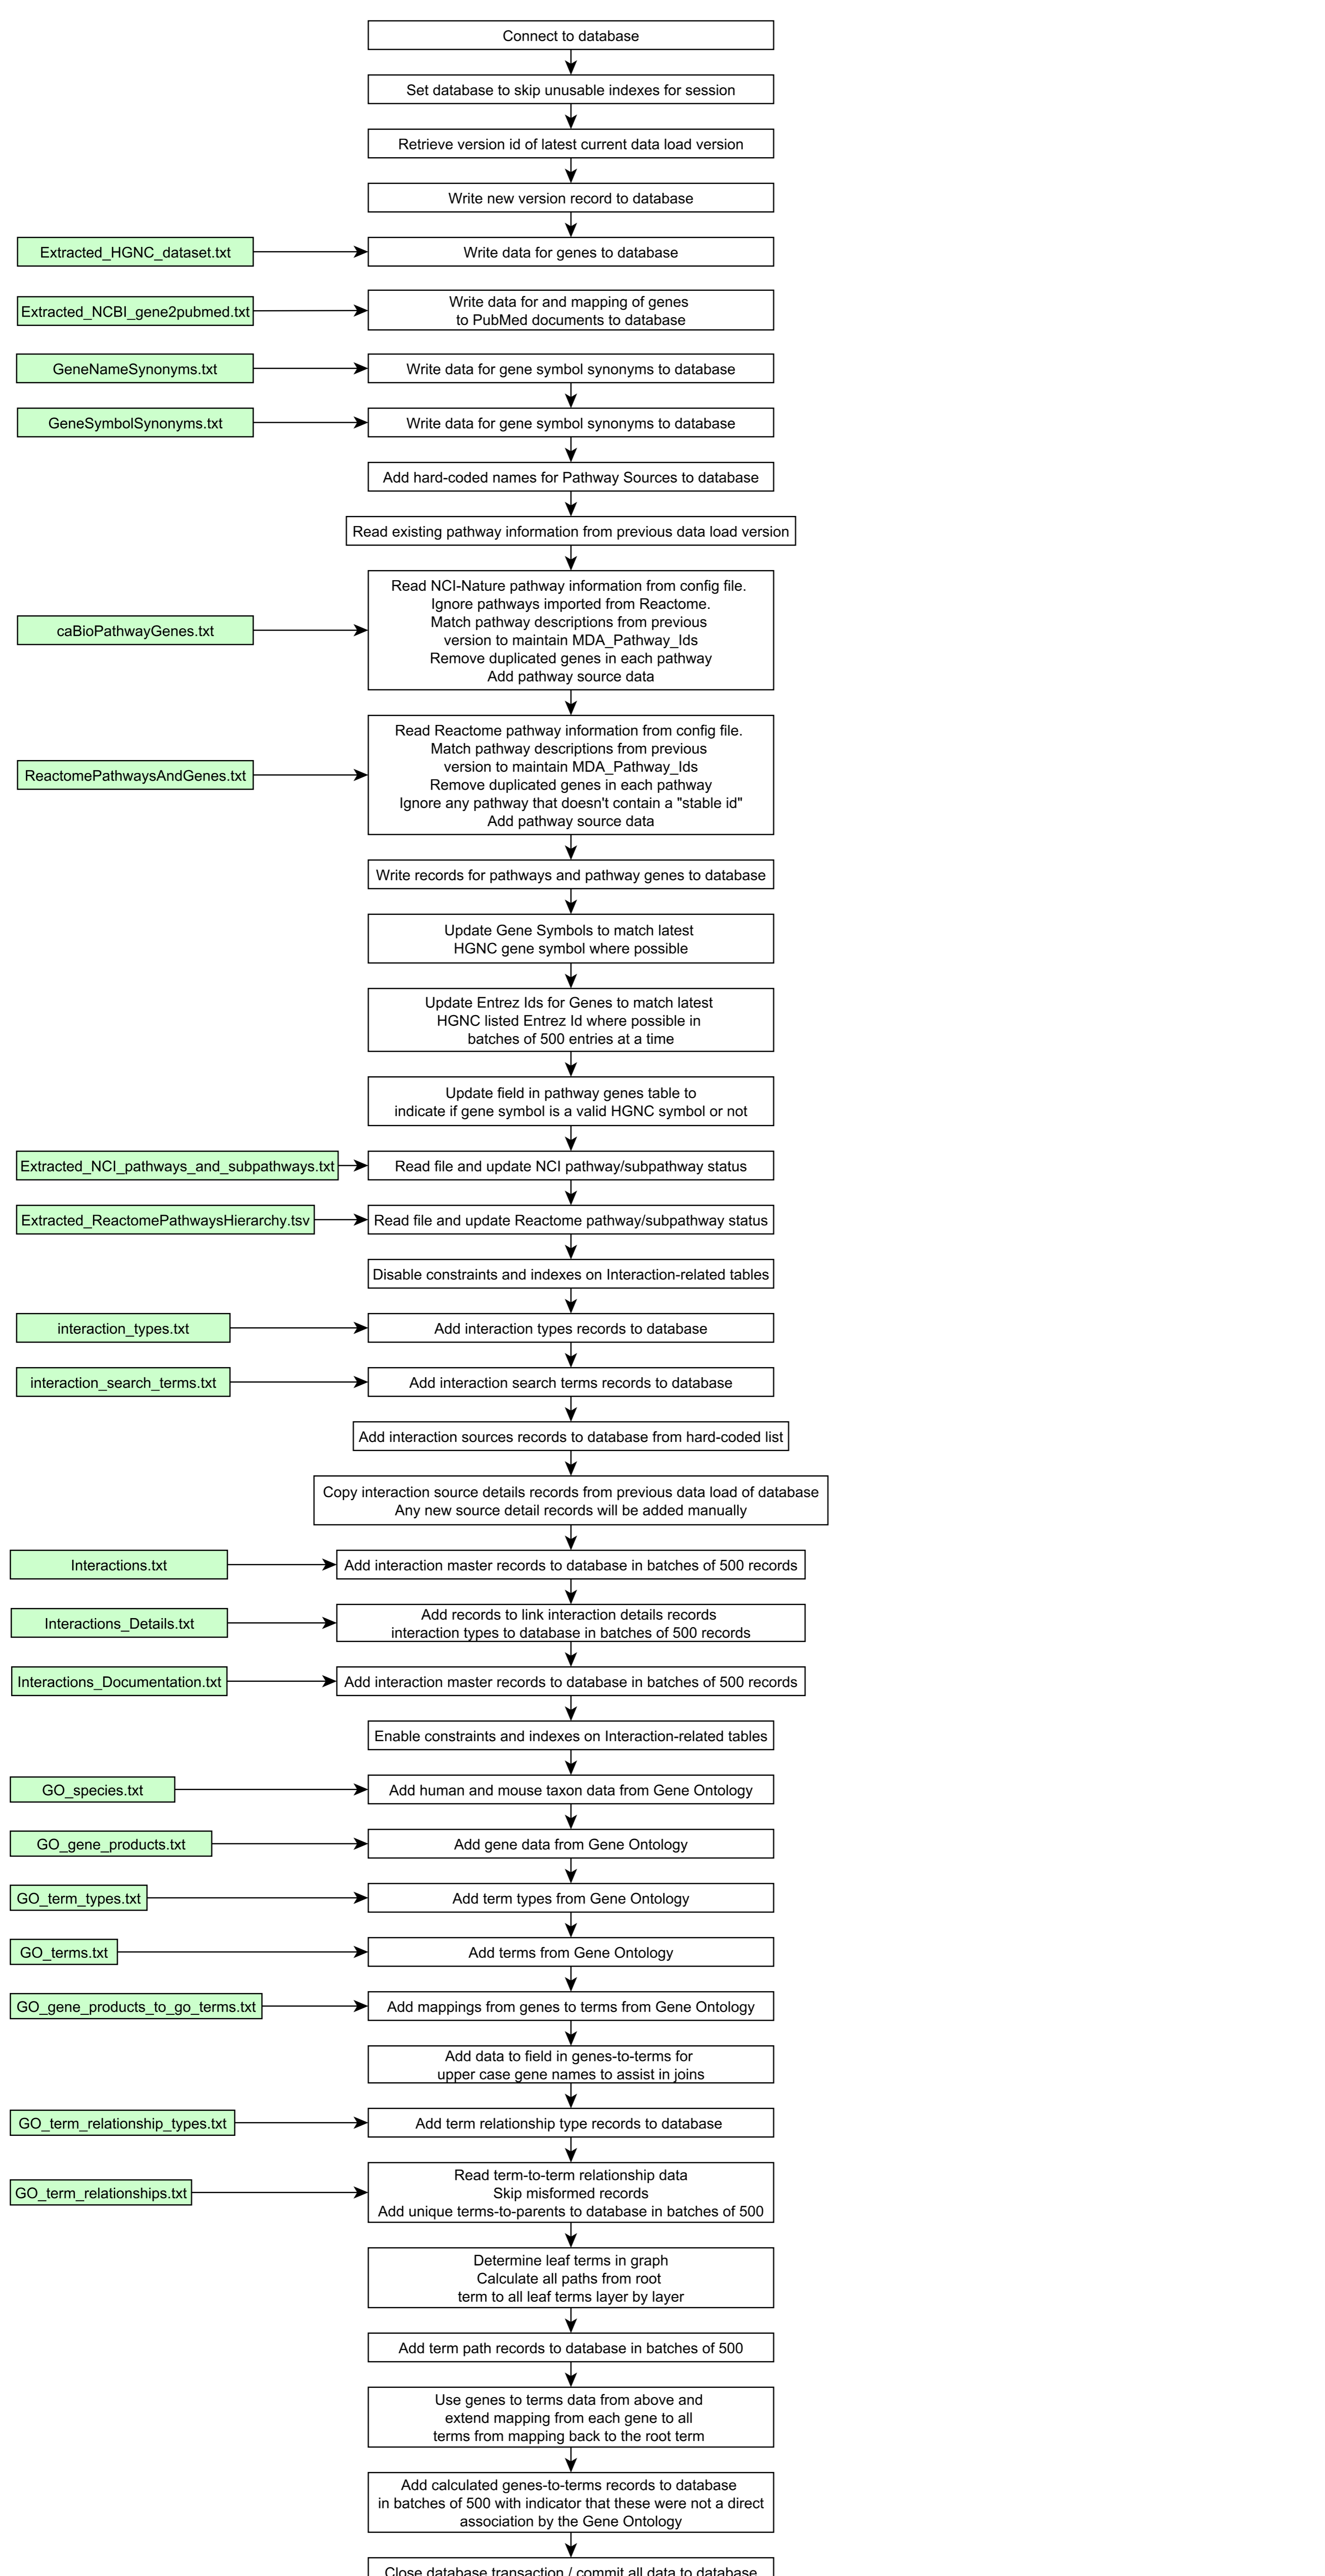 Connect to database
Set database to skip unusable indexes for session
Retrieve version id of latest current data load version
Write new version record to database
Extracted_HGNC_dataset.txt
Write data for genes to database
Extracted_NCBI_gene2pubmed.txt
Write data for and mapping of genes
to PubMed documents to database
GeneNameSynonyms.txt
Write data for gene symbol synonyms to database
GeneSymbolSynonyms.txt
Write data for gene symbol synonyms to database
Add hard-coded names for Pathway Sources to database
Read existing pathway information from previous data load version
caBioPathwayGenes.txt
Read NCI-Nature pathway information from config file.
Ignore pathways imported from Reactome.
Match pathway descriptions from previous
version to maintain MDA_Pathway_Ids
Remove duplicated genes in each pathway
Add pathway source data
ReactomePathwaysAndGenes.txt
Read Reactome pathway information from config file.
Match pathway descriptions from previous
version to maintain MDA_Pathway_Ids
Remove duplicated genes in each pathway
Ignore any pathway that doesn't contain a "stable id"
Add pathway source data
Write records for pathways and pathway genes to database
Update Gene Symbols to match latest
HGNC gene symbol where possible
Update Entrez Ids for Genes to match latest
HGNC listed Entrez Id where possible in
batches of 500 entries at a time
Update field in pathway genes table to
indicate if gene symbol is a valid HGNC symbol or not
Extracted_NCI_pathways_and_subpathways.txt
Read file and update NCI pathway/subpathway status
Extracted_ReactomePathwaysHierarchy.tsv
Read file and update Reactome pathway/subpathway status
Disable constraints and indexes on Interaction-related tables
interaction_types.txt
Add interaction types records to database
interaction_search_terms.txt
Add interaction search terms records to database
Add interaction sources records to database from hard-coded list
Copy interaction source details records from previous data load of database
Any new source detail records will be added manually
Interactions.txt
Add interaction master records to database in batches of 500 records
Interactions_Details.txt
Add records to link interaction details records
interaction types to database in batches of 500 records
Interactions_Documentation.txt
Add interaction master records to database in batches of 500 records
Enable constraints and indexes on Interaction-related tables
GO_species.txt
Add human and mouse taxon data from Gene Ontology
GO_gene_products.txt
Add gene data from Gene Ontology
GO_term_types.txt
Add term types from Gene Ontology
GO_terms.txt
Add terms from Gene Ontology
GO_gene_products_to_go_terms.txt
Add mappings from genes to terms from Gene Ontology
Add data to field in genes-to-terms for
upper case gene names to assist in joins
GO_term_relationship_types.txt
Add term relationship type records to database
GO_term_relationships.txt
Read term-to-term relationship data
Skip misformed records
Add unique terms-to-parents to database in batches of 500
Determine leaf terms in graph
Calculate all paths from root
term to all leaf terms layer by layer
Add term path records to database in batches of 500
Use genes to terms data from above and
extend mapping from each gene to all
terms from mapping back to the root term
Add calculated genes-to-terms records to database
in batches of 500 with indicator that these were not a direct
association by the Gene Ontology
Close database transaction / commit all data to database